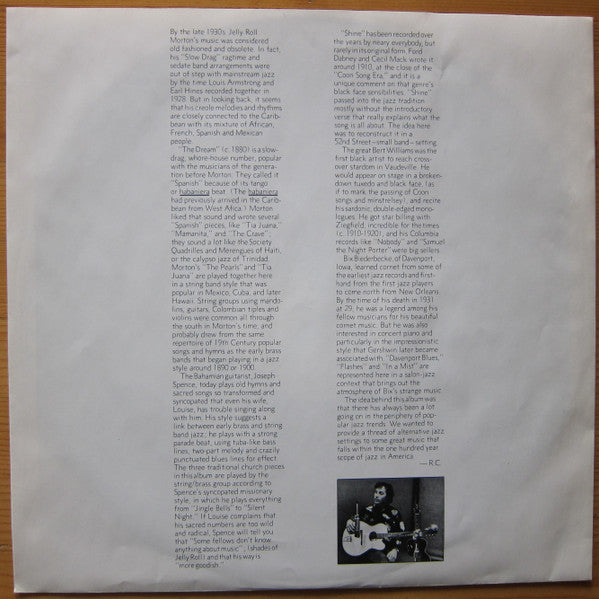 By the late 1930s Jelly Roll
Morton's music was considered
old fashioned and obsolete. In fact,
his "Slow Drag" ragtime and
sedate band arrangements were
out of step with mainstream jazz
by the time Louis Armstrong and
Earl Hines recorded together in
1928. But in looking back, it seems
that his creole melodies and rhythms
are closely connected to the Carib-
bean with its mixture of African,
French, Spanish and Mexican
people.
"The Dream" (c. 1880) is a slow-
drag, whore-house number, popular
with the musicians of the genera-
tion before Morton. They called it
"Spanish" because of its tango
or habaniera beat. (The habaniera
had previously arrived in the Carib-
bean from West Africa.) Morton
liked that sound and wrote several
"Spanish" pieces, like "Tia Juana,"
"Mamanita," and "The Crave";
they sound a lot like the Society
Quadrilles and Merengues of Haiti,
or the calypso jazz of Trinidad.
Morton's "The Pearls" and "Tia
Juana" are played together here
in a string band style that was
popular in Mexico, Cuba, and later
Hawaii. String groups using mando-
lins, guitars, Colombian tiples and
violins were common all through
the south in Morton's time, and
probably drew from the same
repertoire of 19th Century popular
songs and hymns as the early brass
bands that began playing in a jazz
style around 1890 or 1900.
The Bahamian guitarist, Joseph
Spence, today plays old hymns and
sacred songs so transformed and
syncopated that even his wife,
Louise, has trouble singing along
with him. His style suggests a
link between early brass and string
band jazz; he plays with a strong
parade beat, using tuba-like bass
lines, two-part melody and crazily
punctuated blues lines for effect.
The three traditional church pieces
in this album are played by the
string/brass group according to
Spence's syncopated missionary
style, in which he plays everything
from "Jingle Bells" to "Silent
Night." If Louise complains that
his sacred numbers are too wild
and radical, Spence will tell you
that "Some fellows don't know
anything about music"; (shades of
Jelly Roll) and that his way is
"more goodish."
"Shine" has been recorded over
the years by neary everybody, but
rarely in its original form. Ford
Dabney and Cecil Mack wrote it
around 1910, at the close of the
"Coon Song Era," and it is a
unique comment on that genre's
black face sensibilities. "Shine"
passed into the jazz tradition
mostly without the introductory
verse that really explains what the
song is all about. The idea here
was to reconstruct it in a
52nd Street—small band—setting.
The great Bert Williams was the
first black artist to reach cross-
over stardom in Vaudeville. He
would appear on stage in a broken-
down tuxedo and black face, (as
if to mark the passing of Coon
songs and minstrelsy), and recite
his sardonic, double-edged mono-
logues. He got star billing with
Ziegfield, incredible for the times
(c. 1910-1920), and his Columbia
records like "Nobody" and "Samuel
the Night Porter" were big sellers.
Bix Biederbecke, of Davenport,
Iowa, learned cornet from some of
the earliest jazz records and first-
hand from the first jazz players
to come north from New Orleans.
By the time of his death in 1931
at 29, he was a legend among his
fellow musicians for his beautiful
cornet music. But he was also
interested in concert piano and
particularly in the impressionistic
style that Gershwin later became
associated with. "Davenport Blues,"
"Flashes" and "In a Mist" are
represented here in a salon-jazz
context that brings out the
atmosphere of Bix's strange music.
The idea behind this album was
that there has always been a lot
going on in the periphery of pop-
ular jazz trends. We wanted to
provide a thread of alternative jazz
settings to some great music that
falls within the one hundred year
scope of jazz in America.
—R.C.